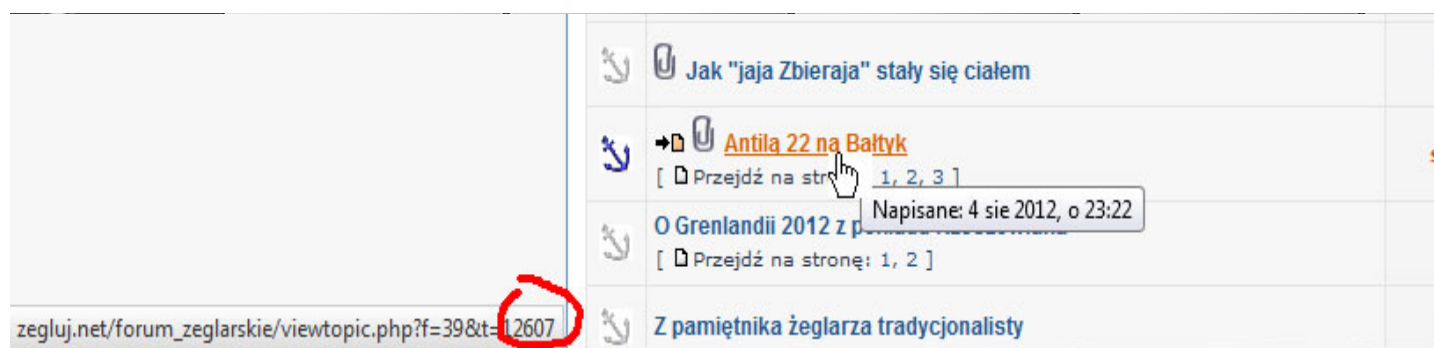 Jak "jaja Zbieraja" stały się ciałem
Antilą 22 na Bałtyk
[ Przejdź na 1, 2, 3 ]
Napisane: 4 sie 2012, o 23:22
O Grenlandii 2012 z
[ Przejdź na stronę: 1, 2 ]
zegluj.net/forum_zeglarskie/viewtopic.php?f=39&t=12607
Z pamiętnika żeglarza tradycjonalisty